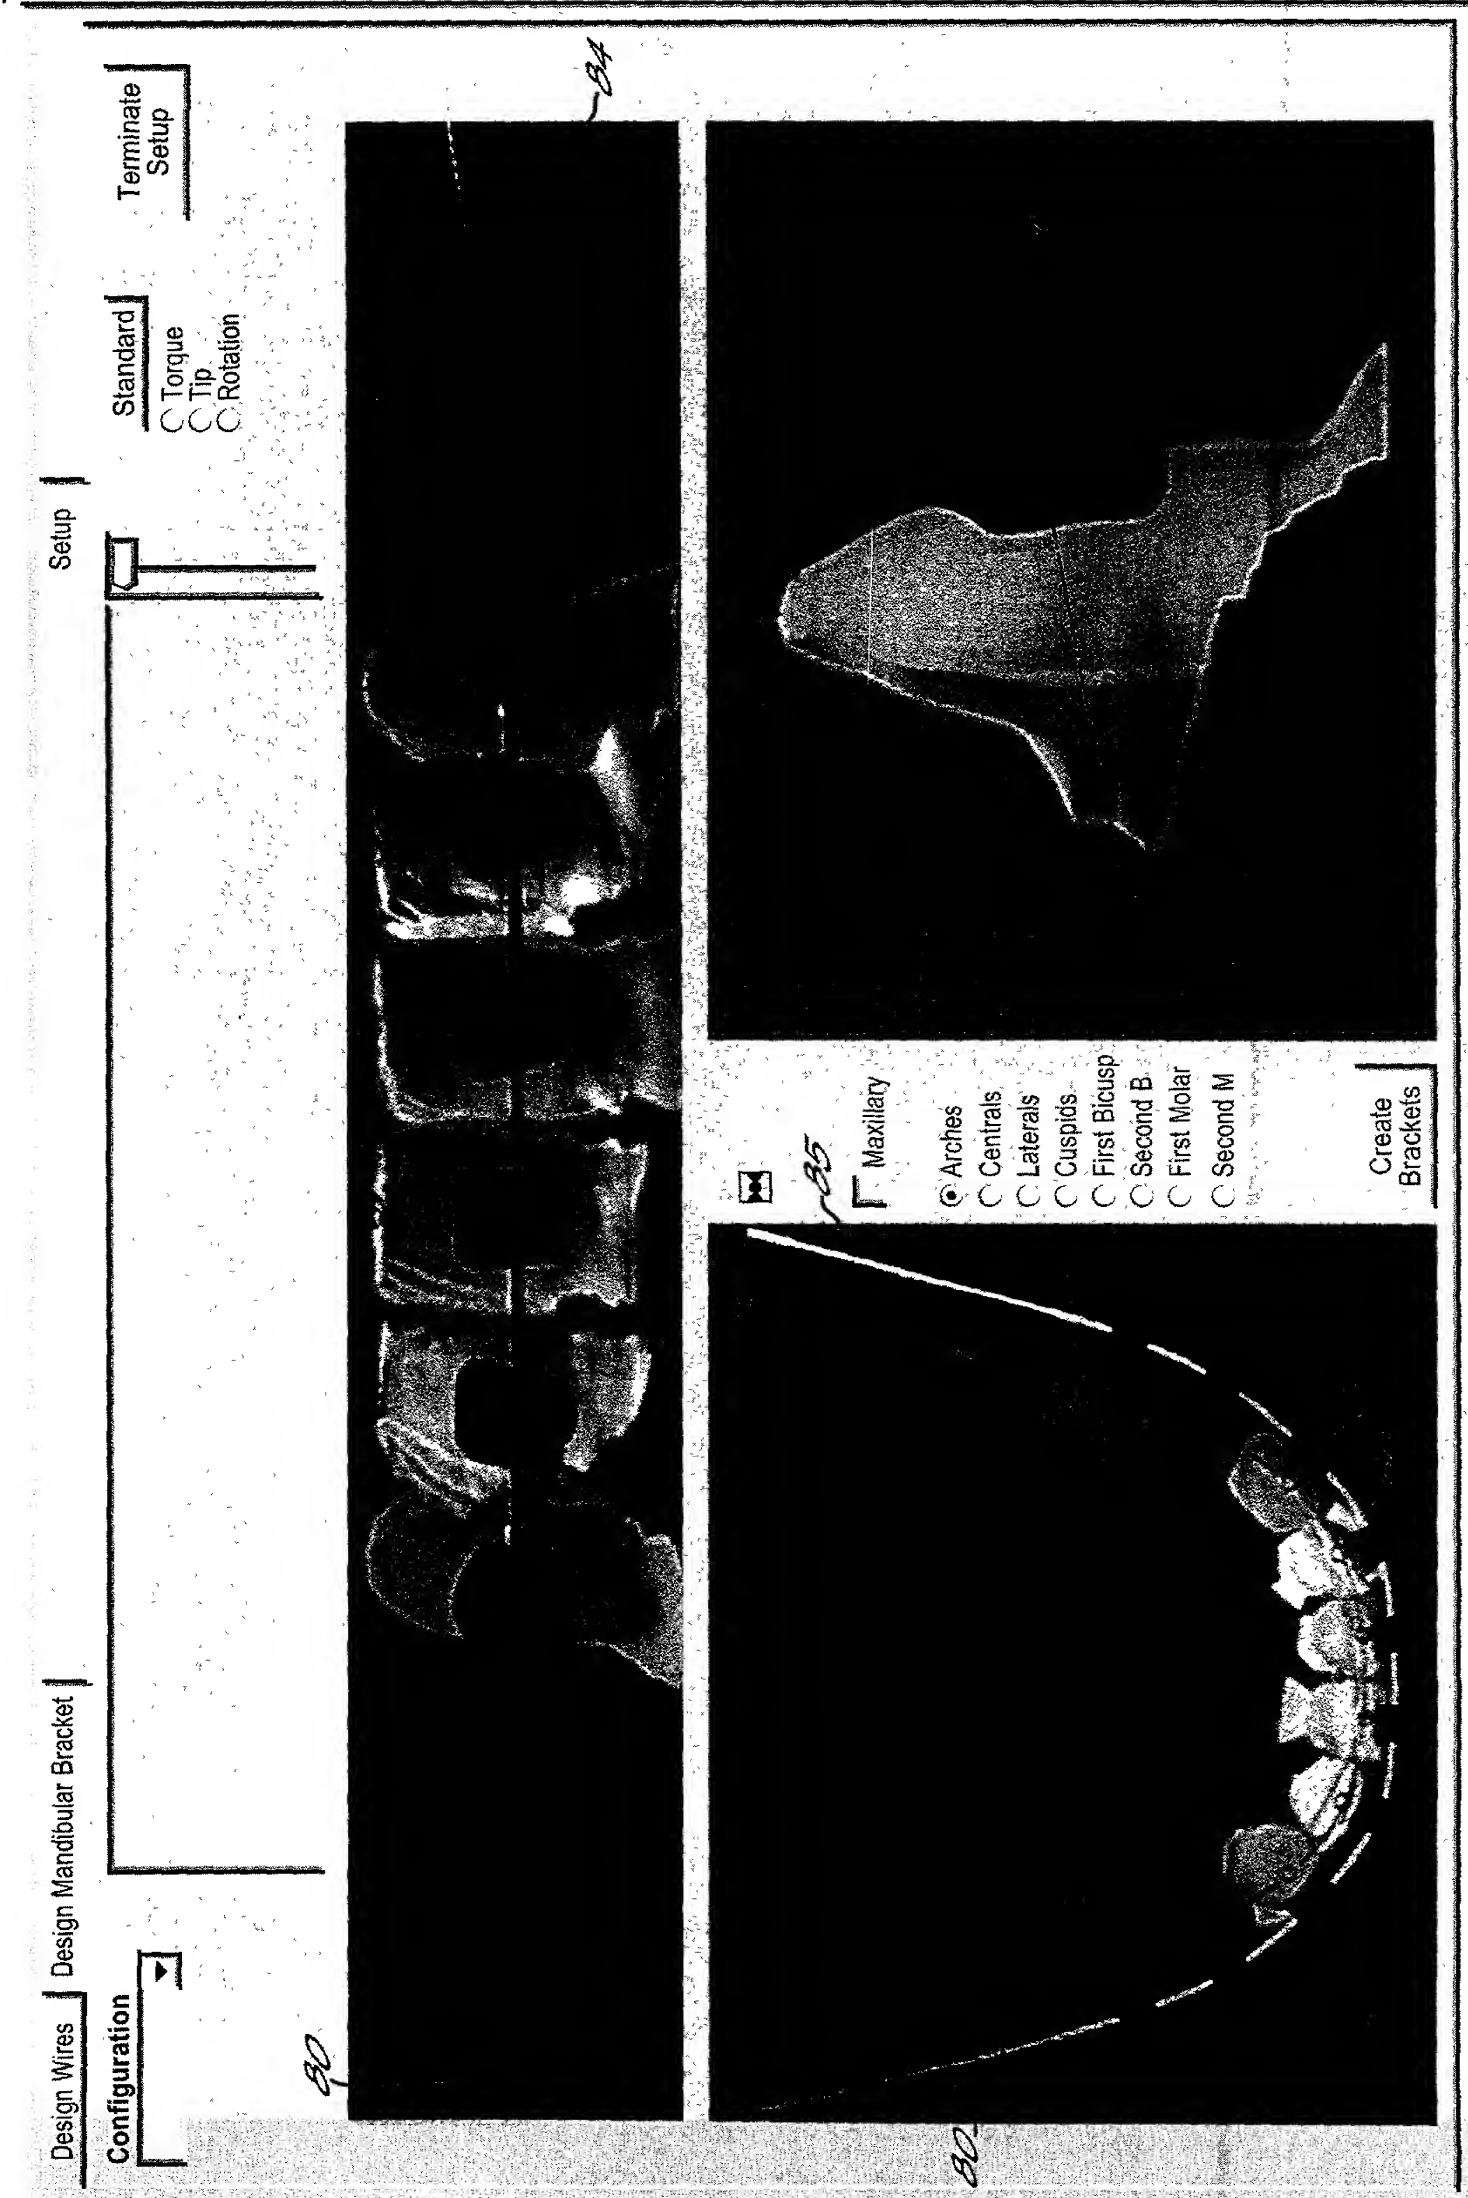 Design Wires
Design Mandibular Bracket
Setup
Configuration
Standard
Torque
Tip
Rotation
Terminate
Setup
80
84
80
85
Maxillary
Arches
Centrals
Laterals
Cuspids
First Bicusp
Second B
First Molar
Second M
Create
Brackets